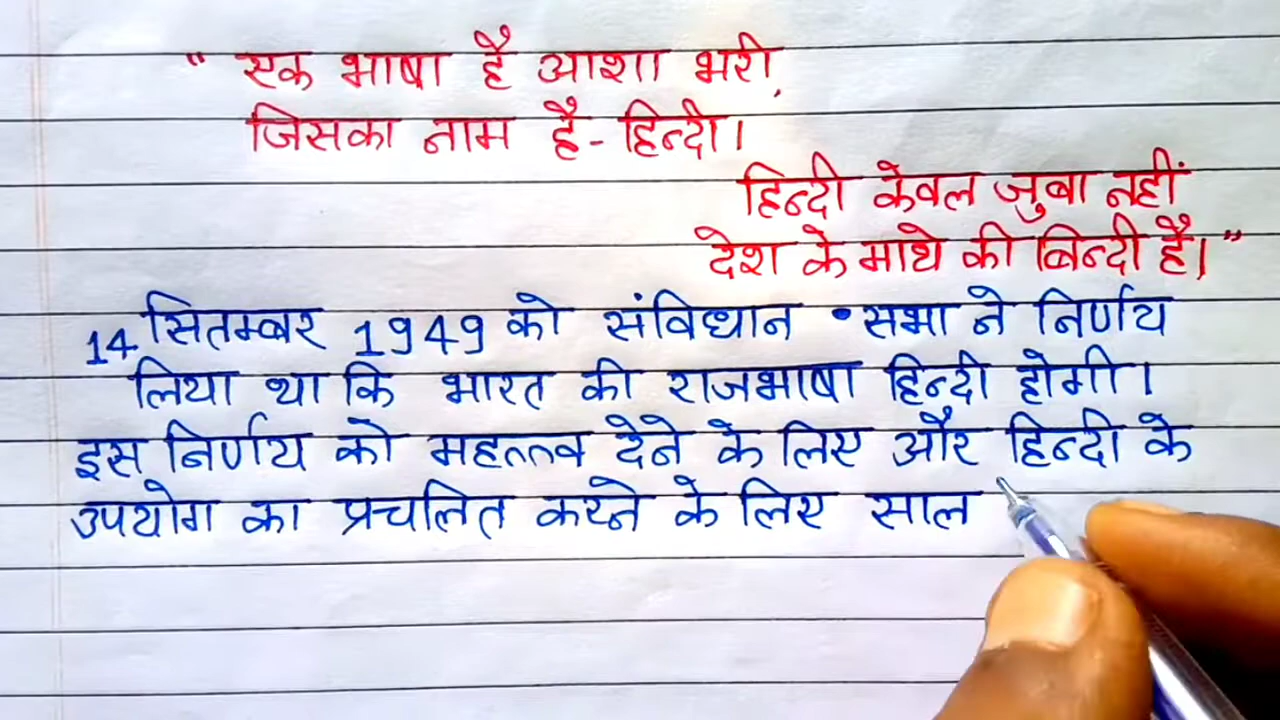 " एक भाषा है आशा भरी,
जिसका नाम है - हिन्दी।
हिन्दी केवल जुबा नहीं
देश के माथे की बिन्दी है।"
14 सितम्बर 1949 को संविधान सभा ने निर्णय
लिया था कि भारत की राजभाषा हिन्दी होगी।
इस निर्णय को महत्तव देने के लिए और हिन्दी के
उपयोग का प्रचलित करने के लिए साल